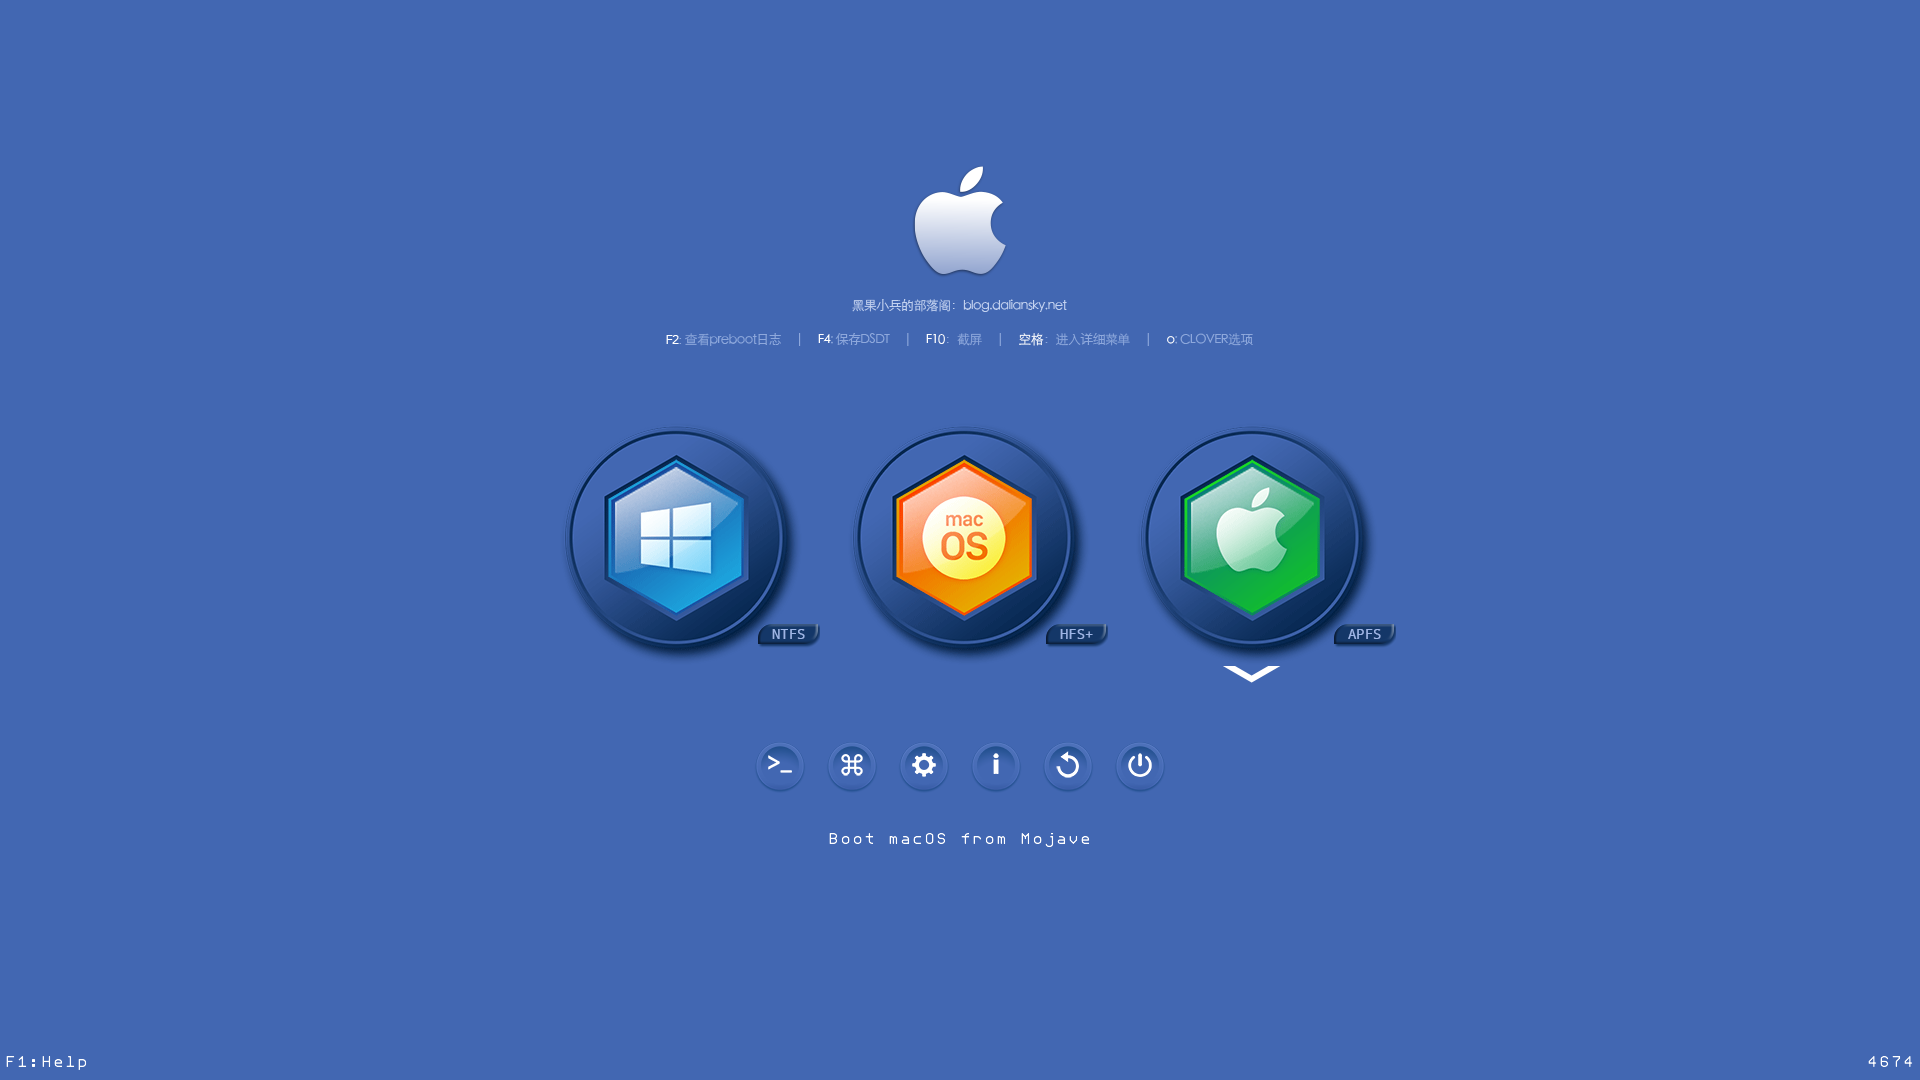 黑果小兵的部落阁：blog.daliansky.net
F2: 查看preboot日志 | F4: 保存DSDT | F10: 截屏 | 空格: 进入详细菜单 | o: CLOVER选项
mac
OS
NTFS
HFS+
APFS
Boot macOS from Mojave
F1:Help
4674